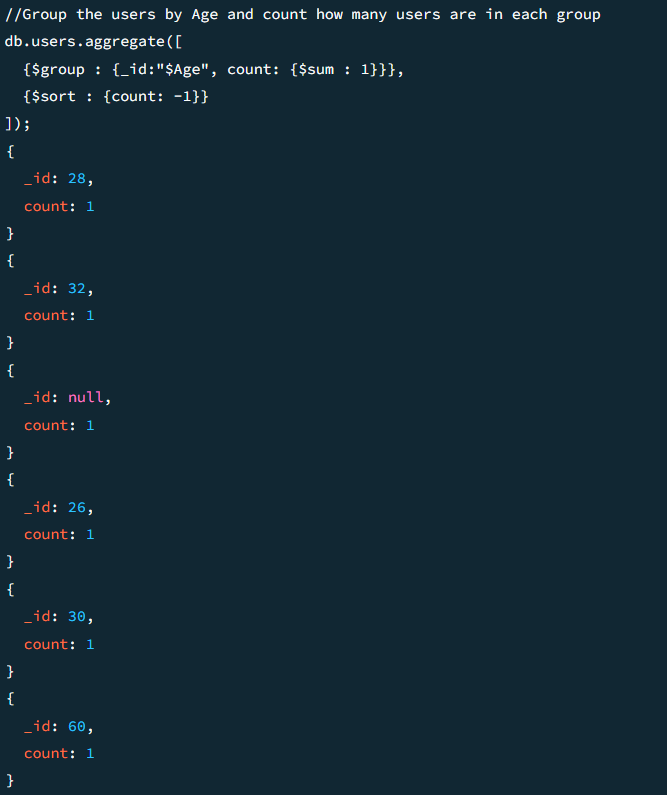 //Group the users by Age and count how many users are in each group
db.users.aggregate([
  {$group : {_id:"$Age", count: {$sum : 1}}},
  {$sort : {count: -1}}
]);
{
  _id: 28,
  count: 1
}
{
  _id: 32,
  count: 1
}
{
  _id: null,
  count: 1
}
{
  _id: 26,
  count: 1
}
{
  _id: 30,
  count: 1
}
{
  _id: 60,
  count: 1
}